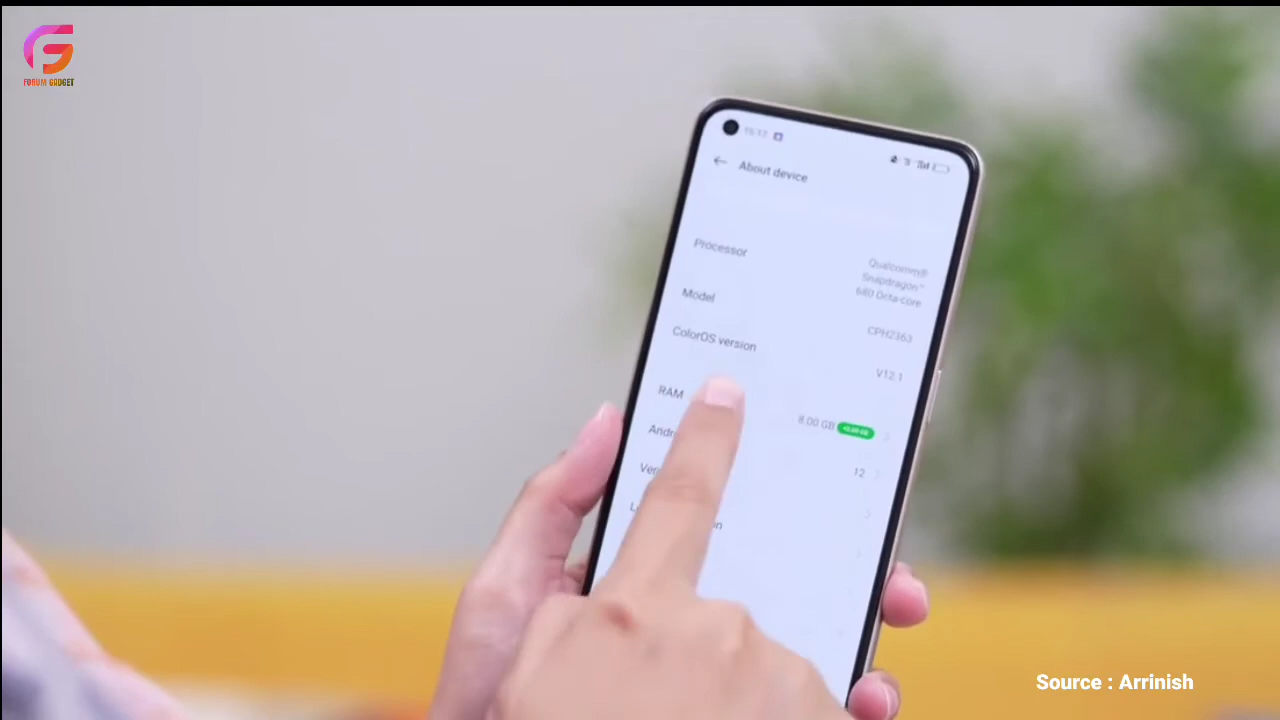 FORUM GADGET
About device
Processor
Qualcomm®
Snapdragon™
680 Octa-core
Model
CPH2363
ColorOS version
V12.1
RAM
8.00 GB
12
Source : Arrinish